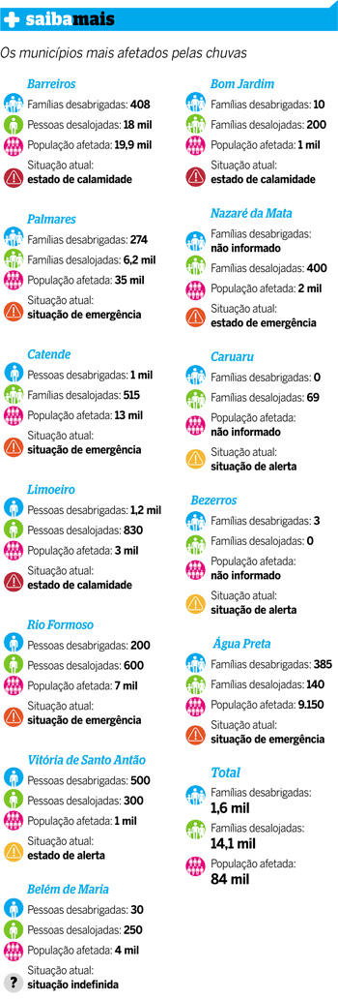 + saibamais
Os municípios mais afetados pelas chuvas
Barreiros
Famílias desabrigadas: 408
Pessoas desalojadas: 18 mil
População afetada: 19,9 mil
Situação atual:
estado de calamidade
Palmares
Famílias desabrigadas: 274
Famílias desalojadas: 6,2 mil
População afetada: 35 mil
Situação atual:
situação de emergência
Catende
Pessoas desabrigadas: 1 mil
Famílias desalojadas: 515
População afetada: 13 mil
Situação atual:
situação de emergência
Limoeiro
Pessoas desabrigadas: 1,2 mil
Pessoas desalojadas: 830
População afetada: 3 mil
Situação atual:
estado de calamidade
Rio Formoso
Pessoas desabrigadas: 200
Pessoas desalojadas: 600
População afetada: 7 mil
Situação atual:
situação de emergência
Vitória de Santo Antão
Pessoas desabrigadas: 500
Pessoas desalojadas: 300
População afetada: 1 mil
Situação atual:
estado de alerta
Belém de Maria
Pessoas desabrigadas: 30
Pessoas desalojadas: 250
População afetada: 4 mil
Situação atual:
? situação indefinida
Bom Jardim
Famílias desabrigadas: 10
Famílias desalojadas: 200
População afetada: 1 mil
Situação atual:
estado de calamidade
Nazaré da Mata
Famílias desabrigadas:
não informado
Famílias desalojadas: 400
População afetada: 2 mil
Situação atual:
estado de emergência
Caruaru
Famílias desabrigadas: 0
Famílias desalojadas: 69
População afetada:
não informado
Situação atual:
situação de alerta
Bezerros
Famílias desabrigadas: 3
Famílias desalojadas: 0
População afetada:
não informado
Situação atual:
situação de alerta
Água Preta
Famílias desabrigadas: 385
Famílias desalojadas: 140
População afetada: 9.150
Situação atual:
situação de emergência
Total
Famílias desabrigadas:
1,6 mil
Famílias desalojadas:
14,1 mil
População afetada:
84 mil